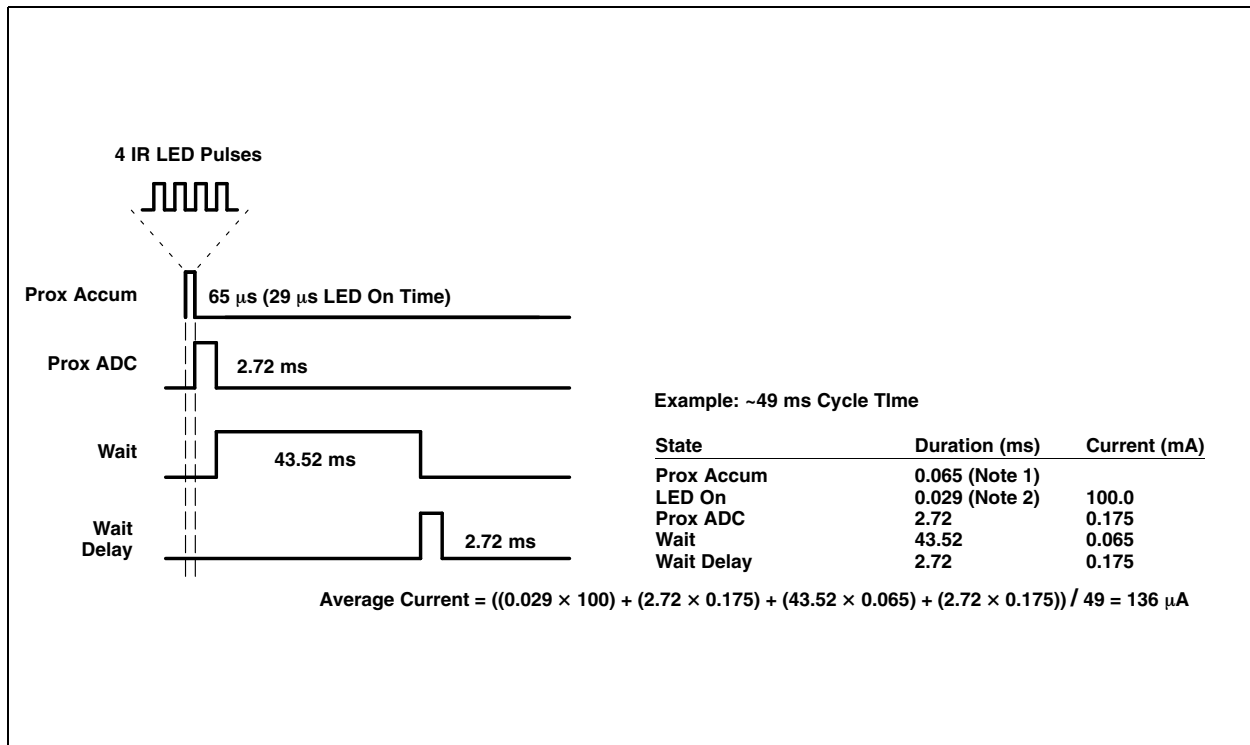 4 IR LED Pulses
Prox Accum
65 μs (29 μs LED On Time)
Prox ADC
2.72 ms
Wait
43.52 ms
Wait
Delay
2.72 ms
Example: ~49 ms Cycle TIme
State Duration (ms) Current (mA)
Prox Accum 0.065 (Note 1)
LED On 0.029 (Note 2) 100.0
Prox ADC 2.72 0.175
Wait 43.52 0.065
Wait Delay 2.72 0.175
Average Current = ((0.029 × 100) + (2.72 × 0.175) + (43.52 × 0.065) + (2.72 × 0.175)) / 49 = 136 μA